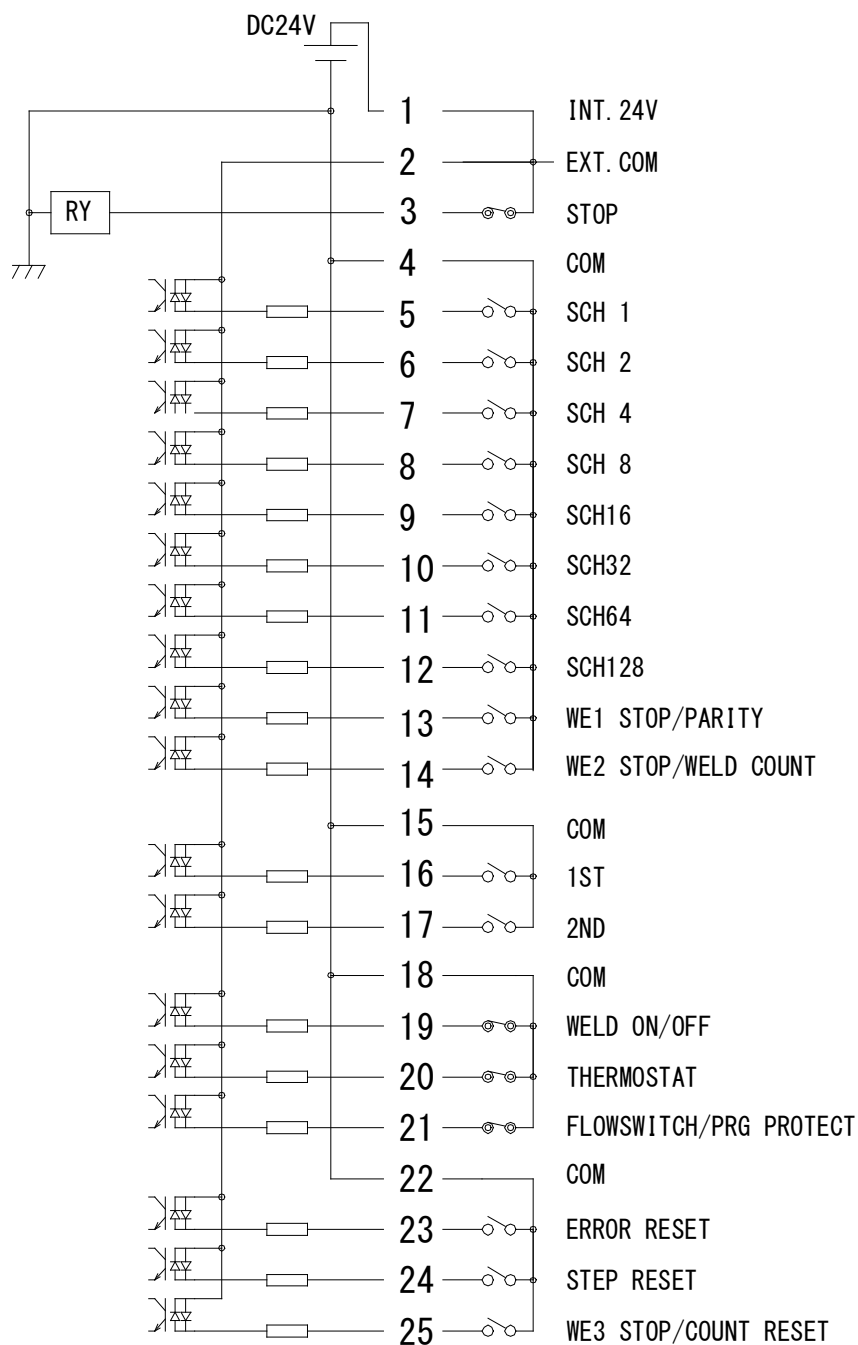 DC24V
1 INT.24V
2 EXT.COM
RY 3 STOP
4 COM
5 SCH 1
6 SCH 2
7 SCH 4
8 SCH 8
9 SCH16
10 SCH32
11 SCH64
12 SCH128
13 WE1 STOP/PARITY
14 WE2 STOP/WELD COUNT
15 COM
16 1ST
17 2ND
18 COM
19 WELD ON/OFF
20 THERMOSTAT
21 FLOWSWITCH/PRG PROTECT
22 COM
23 ERROR RESET
24 STEP RESET
25 WE3 STOP/COUNT RESET